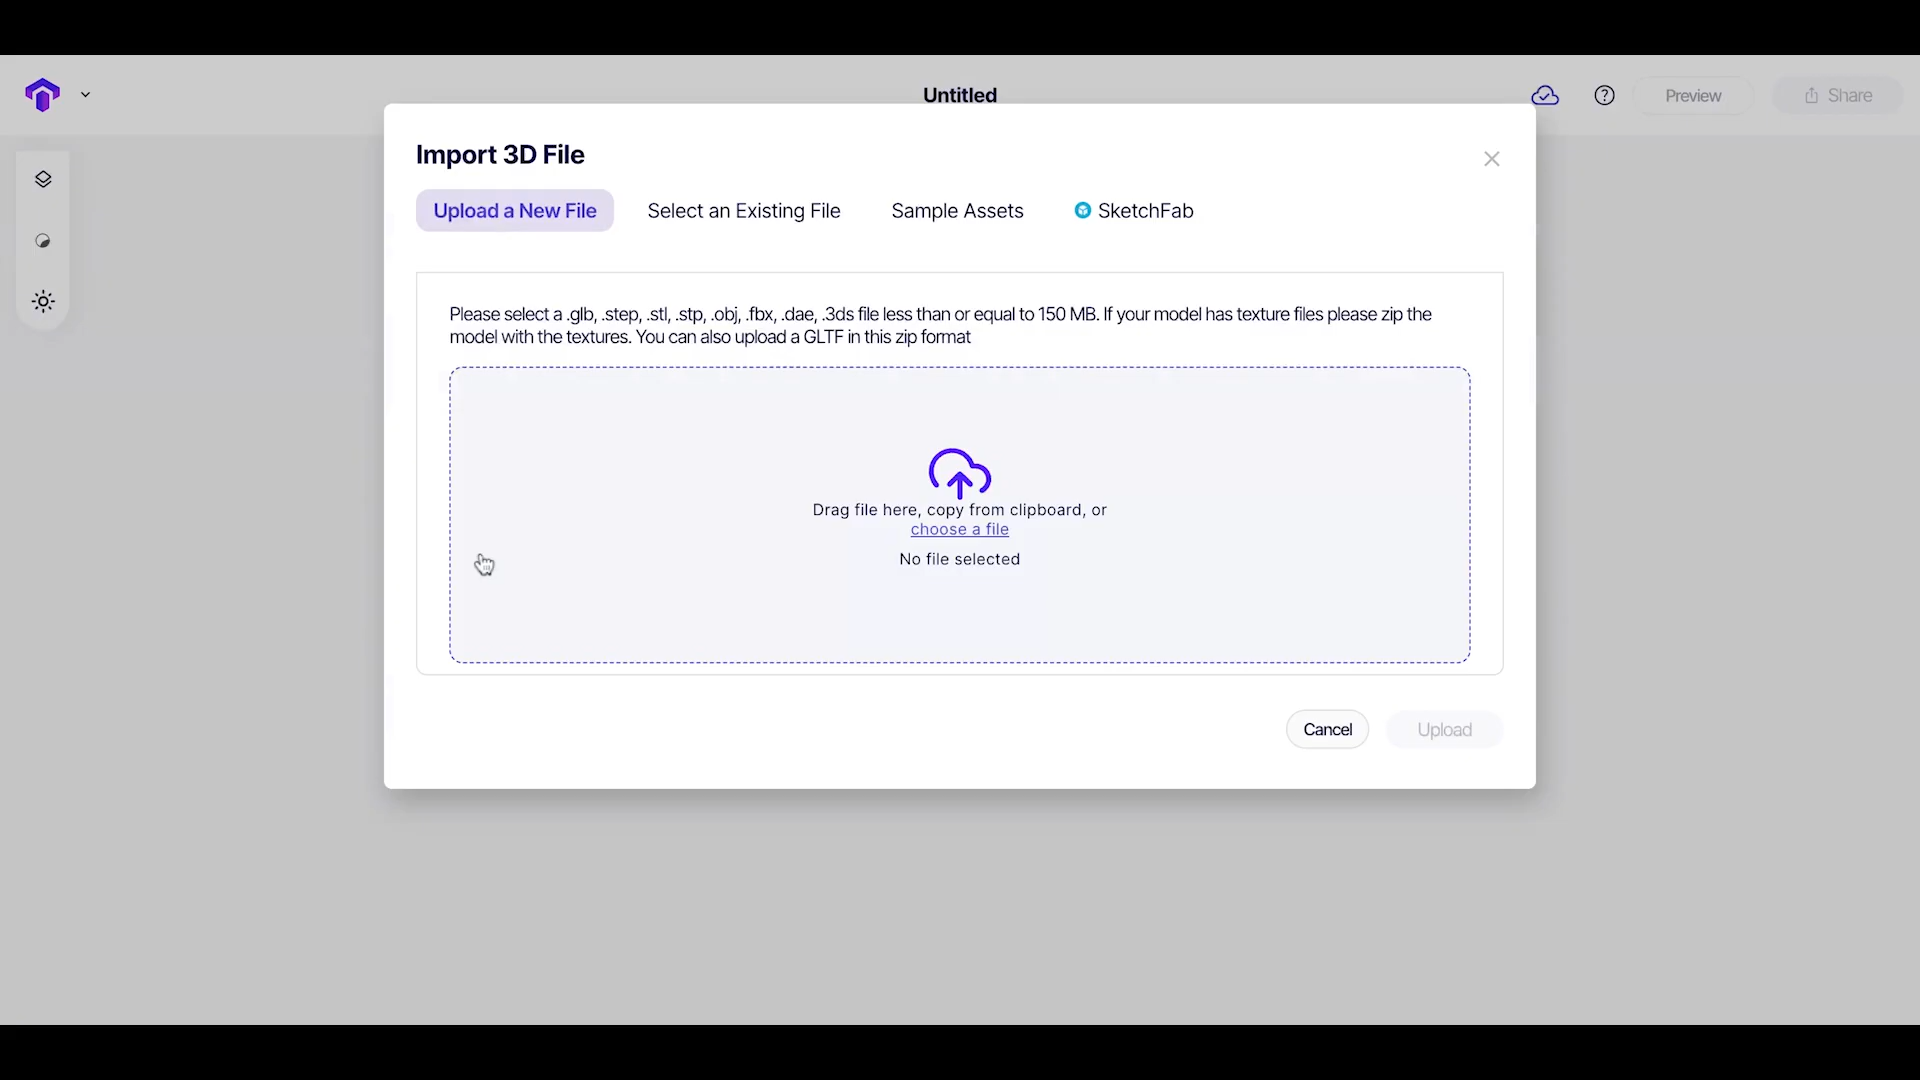 Untitled
Preview
Share
Import 3D File
Upload a New File
Select an Existing File
Sample Assets
SketchFab
Please select a .glb, .step, .stl, .stp, .obj, .fbx, .dae, .3ds file less than or equal to 150 MB. If your model has texture files please zip the
model with the textures. You can also upload a GLTF in this zip format
Drag file here, copy from clipboard, or
choose a file
No file selected
Cancel
Upload